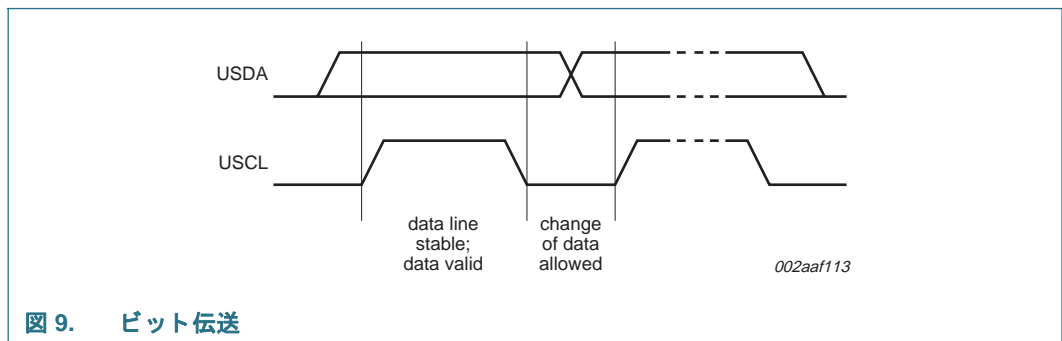 USDA
USCL
data line
stable;
data valid
change
of data
allowed
002aaf113
図 9. ビット伝送